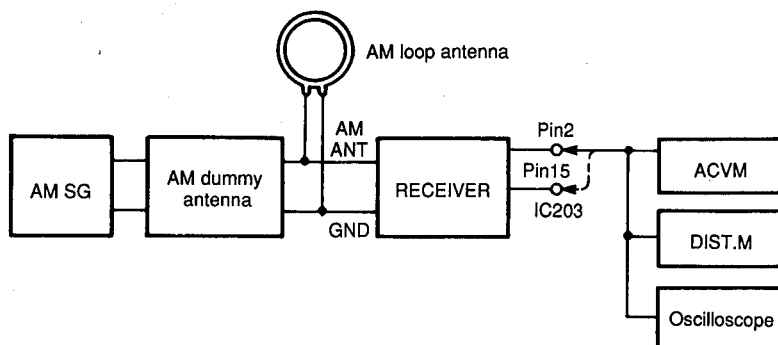 AM loop antenna
AM
ANT
AM SG
AM dummy
antenna
GND
RECEIVER
Pin2
Pin15
IC203
ACVM
DIST.M
Oscilloscope